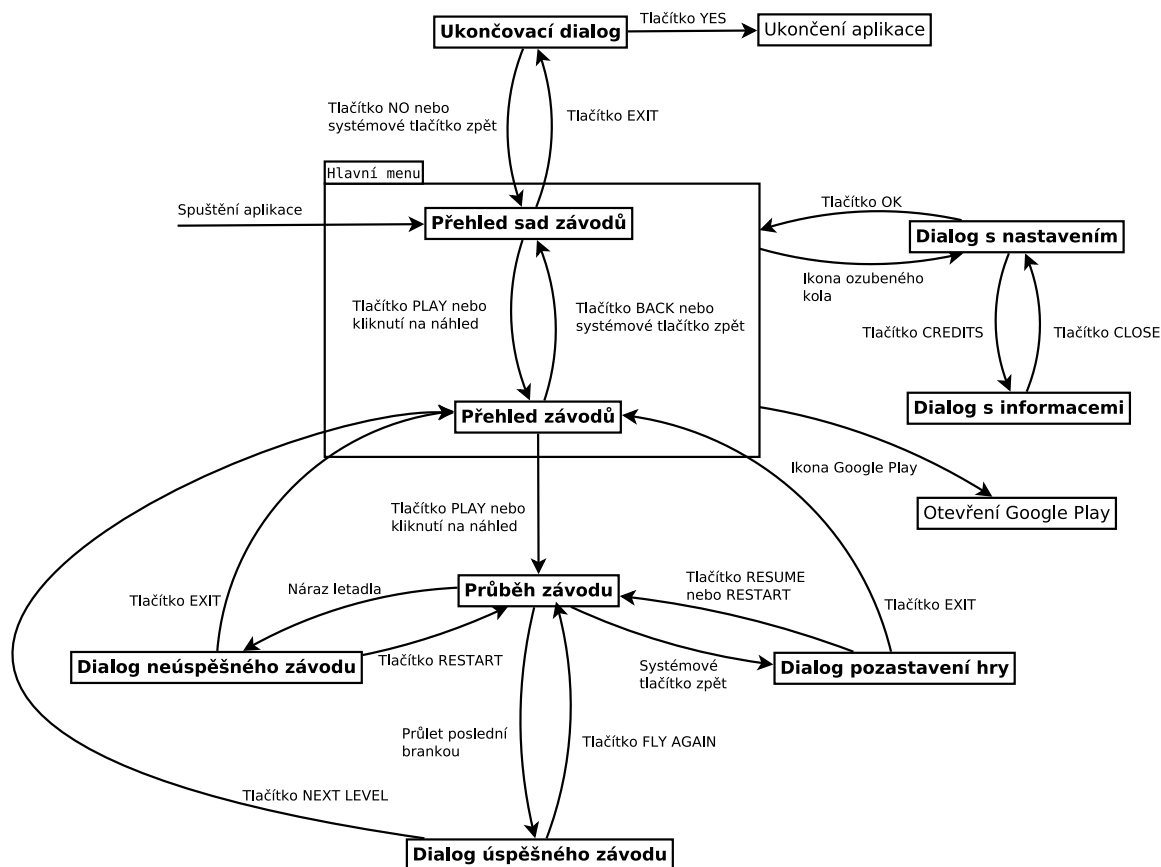 Tlačítko YES
Ukončovací dialog
Ukončení aplikace
Tlačítko NO nebo
systémové tlačítko zpět
Tlačítko EXIT
Hlavní menu
Spuštění aplikace
Přehled sad závodů
Tlačítko OK
Dialog s nastavením
Ikona ozubeného
kola
Tlačítko PLAY nebo
kliknutí na náhled
Tlačítko BACK nebo
systémové tlačítko zpět
Tlačítko CREDITS
Tlačítko CLOSE
Přehled závodů
Dialog s informacemi
Ikona Google Play
Otevření Google Play
Tlačítko PLAY nebo
kliknutí na náhled
Průběh závodu
Náraz letadla
Tlačítko RESUME
nebo RESTART
Tlačítko EXIT
Tlačítko EXIT
Dialog neúspěšného závodu
Tlačítko RESTART
Systémové
tlačítko zpět
Dialog pozastavení hry
Průlet poslední
brankou
Tlačítko FLY AGAIN
Tlačítko NEXT LEVEL
Dialog úspěšného závodu